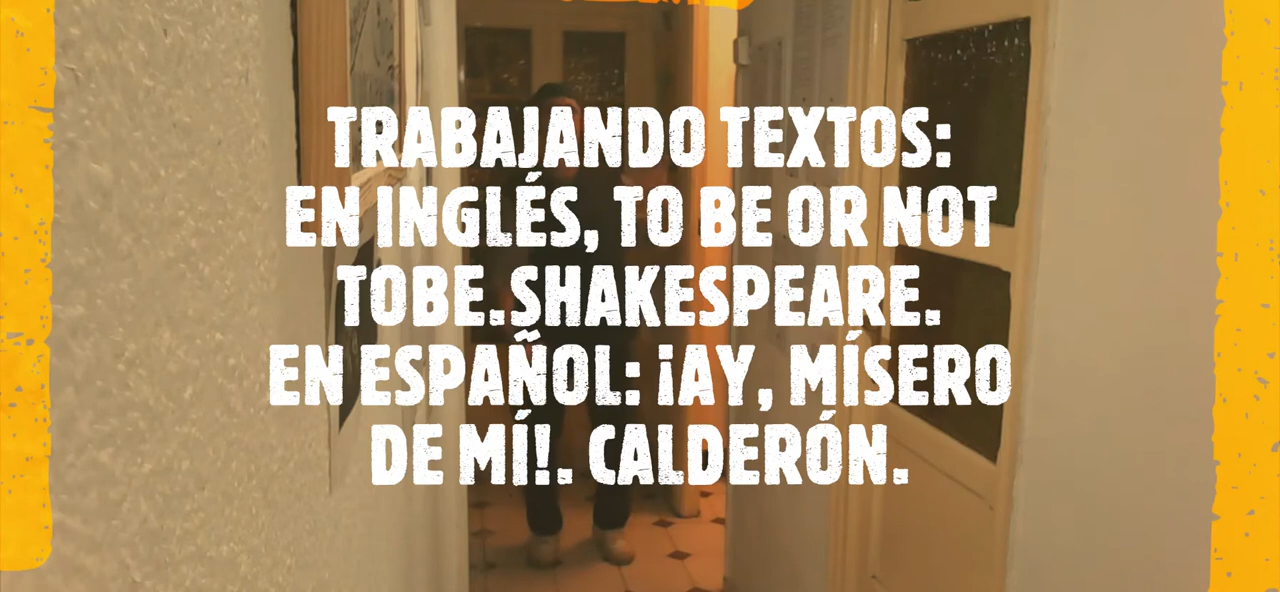 TRABAJANDO TEXTOS:
EN INGLÉS, TO BE OR NOT
TOBE.SHAKESPEARE.
EN ESPAÑOL: ¡AY, MÍSERO
DE MÍ!. CALDERÓN.